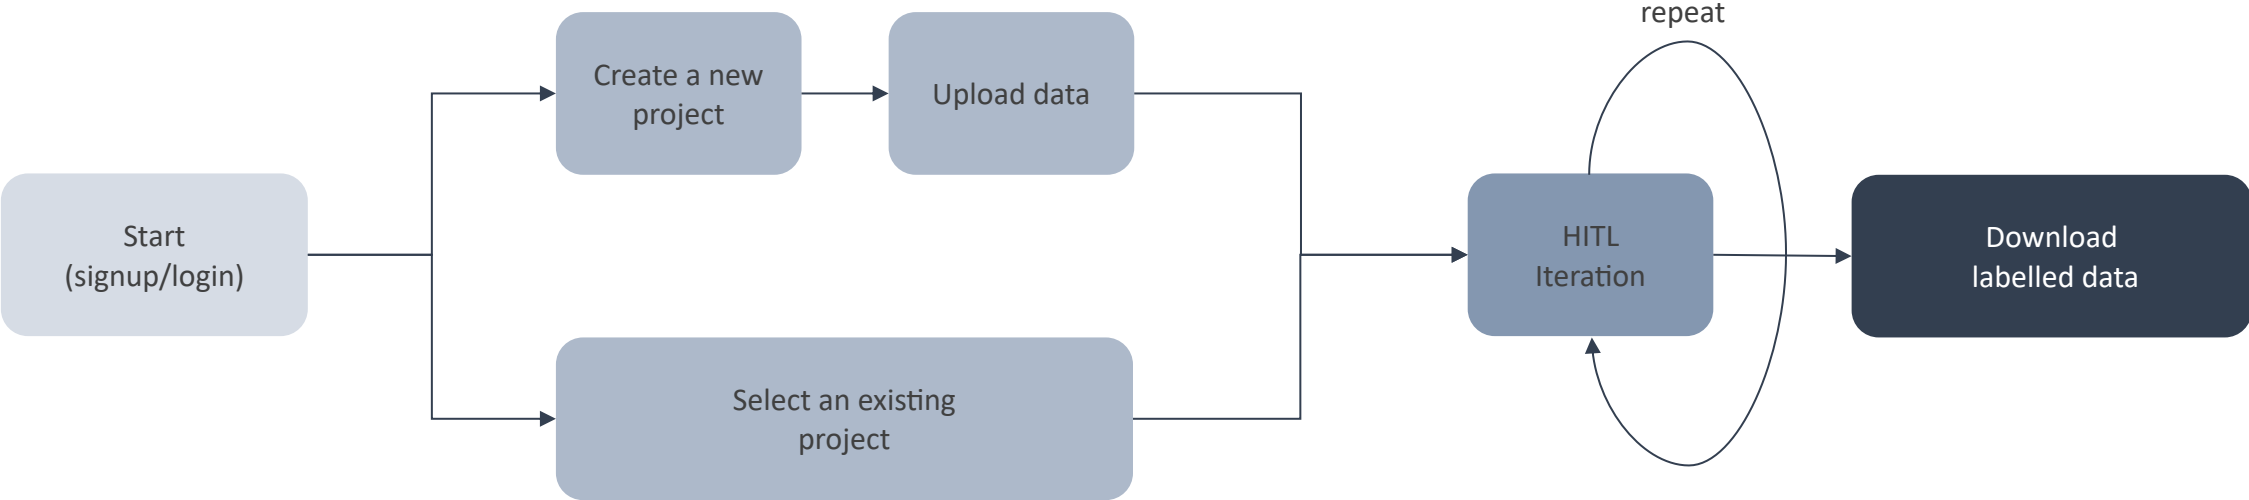 repeat
Create a new
project
Upload data
Start
(signup/login)
HITL
Iteration
Download
labelled data
Select an existing
project